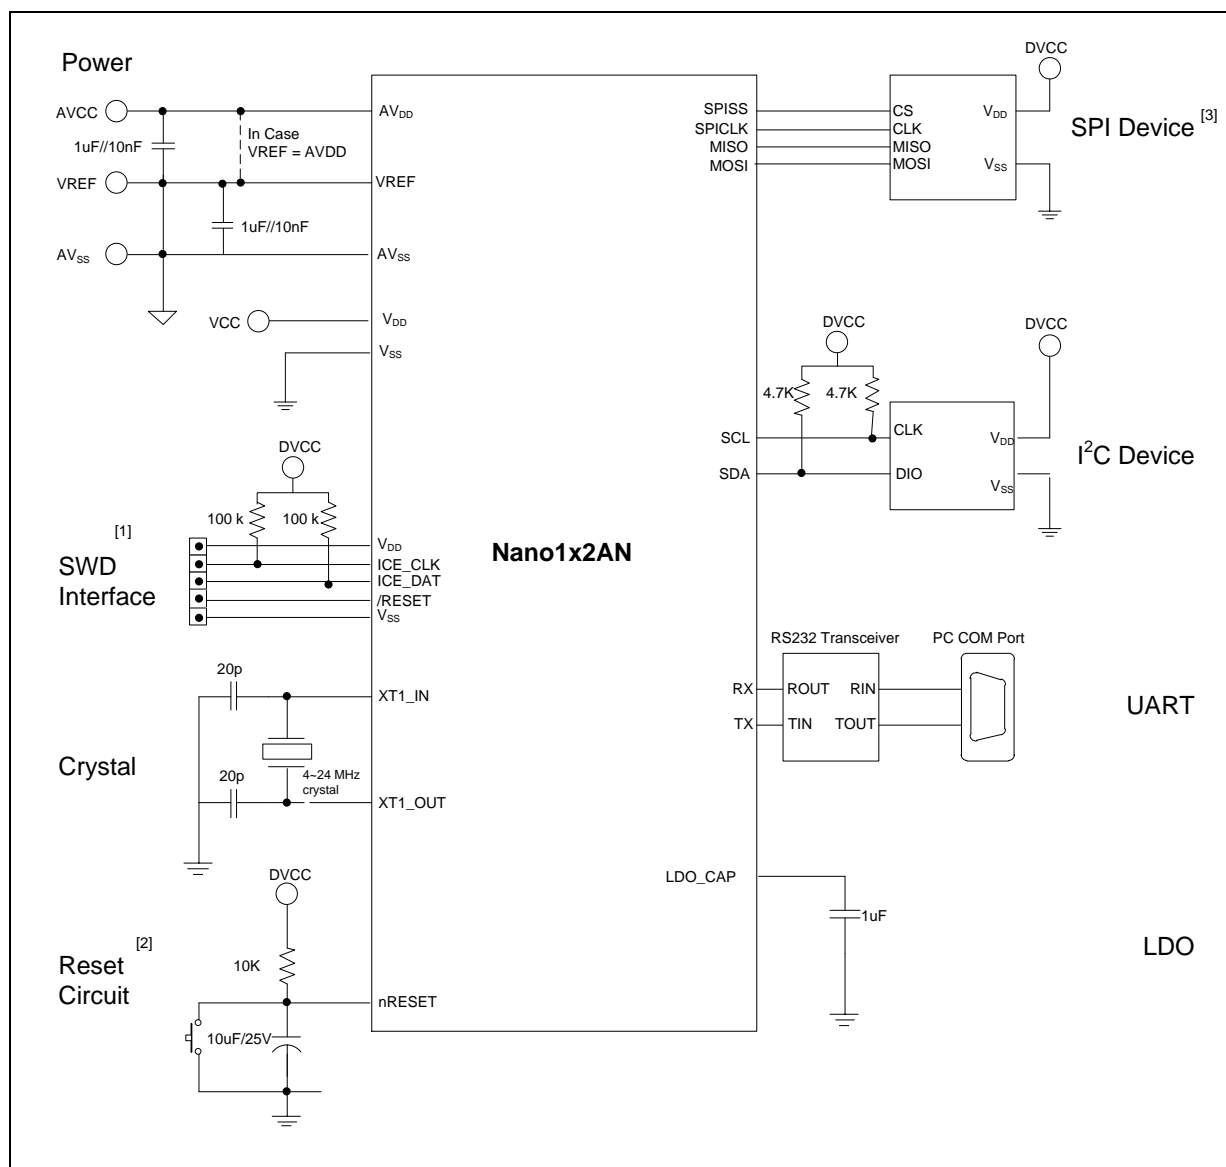 Power
AVCC
AVDD
1uF//10nF
In Case
VREF = AVDD
VREF
VREF
1uF//10nF
AVSS
AVSS
VCC
VDD
VSS
DVCC
100 k
100 k
[1]
SWD
Interface
VDD
ICE_CLK
ICE_DAT
/RESET
VSS
20p
XT1_IN
Crystal
20p
4~24 MHz
crystal
XT1_OUT
DVCC
[2]
Reset
Circuit
10K
nRESET
10uF/25V
Nano1x2AN
DVCC
SPISS
SPICLK
MISO
MOSI
CS
CLK
MISO
MOSI
VDD
VSS
SPI Device [3]
DVCC
DVCC
4.7K
4.7K
SCL
SDA
CLK
DIO
VDD
VSS
I2C Device
RS232 Transceiver
PC COM Port
RX
TX
ROUT
RIN
TIN
TOUT
UART
LDO_CAP
1uF
LDO